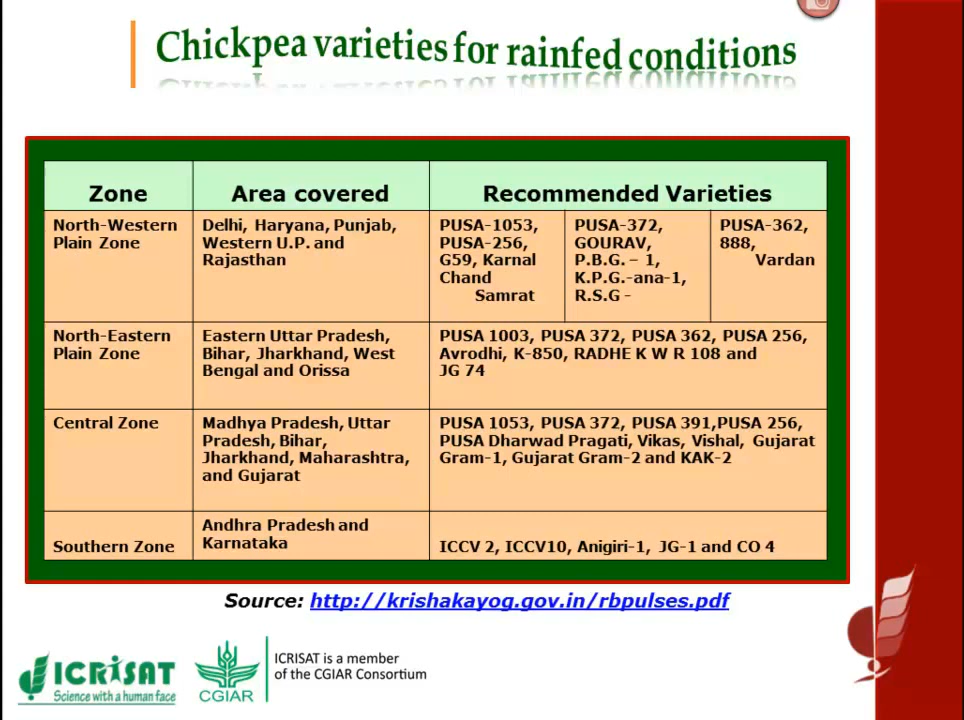 Chickpea varieties for rainfed conditions
Zone
Area covered
Recommended Varieties
North-Western
Plain Zone
Delhi, Haryana, Punjab,
Western U.P. and
Rajasthan
PUSA-1053,
PUSA-256,
G59, Karnal
Chand
Samrat
PUSA-372,
GOURAV,
P.B.G. – 1,
K.P.G.-ana-1,
R.S.G -
PUSA-362,
888,
Vardan
North-Eastern
Plain Zone
Eastern Uttar Pradesh,
Bihar, Jharkhand, West
Bengal and Orissa
PUSA 1003, PUSA 372, PUSA 362, PUSA 256,
Avrodhi, K-850, RADHE K W R 108 and
JG 74
Central Zone
Madhya Pradesh, Uttar
Pradesh, Bihar,
Jharkhand, Maharashtra,
and Gujarat
PUSA 1053, PUSA 372, PUSA 391,PUSA 256,
PUSA Dharwad Pragati, Vikas, Vishal, Gujarat
Gram-1, Gujarat Gram-2 and KAK-2
Southern Zone
Andhra Pradesh and
Karnataka
ICCV 2, ICCV10, Anigiri-1, JG-1 and CO 4
Source: http://krishakayog.gov.in/rbpulses.pdf
ICRISAT
Science with a human face
CGIAR
ICRISAT is a member
of the CGIAR Consortium